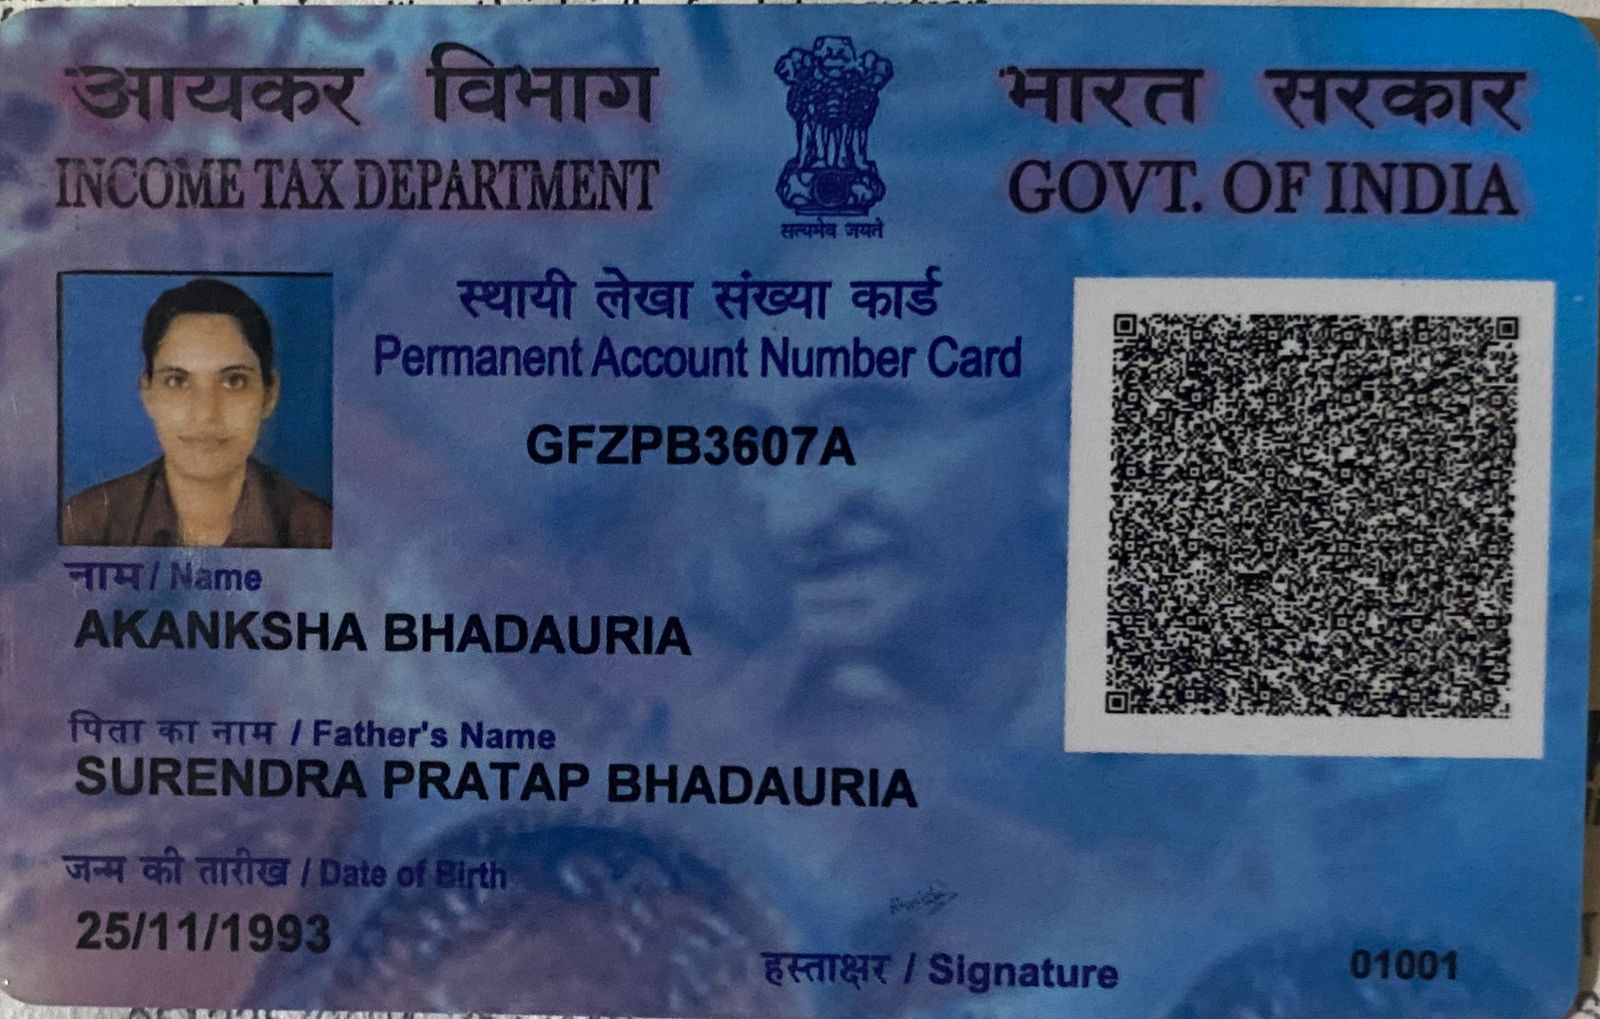 आयकर विभाग
INCOME TAX DEPARTMENT
सत्यमेव जयते
भारत सरकार
GOVT. OF INDIA
स्थायी लेखा संख्या कार्ड
Permanent Account Number Card
GFZPB3607A
नाम / Name
AKANKSHA BHADAURIA
पिता का नाम / Father's Name
SURENDRA PRATAP BHADAURIA
जन्म की तारीख / Date of Birth
25/11/1993
हस्ताक्षर / Signature
01001